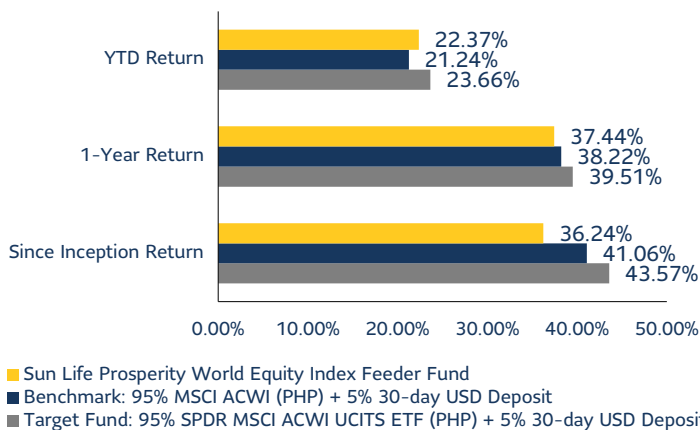 YTD Return
22.37%
21.24%
23.66%
1-Year Return
37.44%
38.22%
39.51%
Since Inception Return
36.24%
41.06%
43.57%
0.00% 10.00% 20.00% 30.00% 40.00% 50.00%
Sun Life Prosperity World Equity Index Feeder Fund
Benchmark: 95% MSCI ACWI (PHP) + 5% 30-day USD Deposit
Target Fund: 95% SPDR MSCI ACWI UCITS ETF (PHP) + 5% 30-day USD Deposit